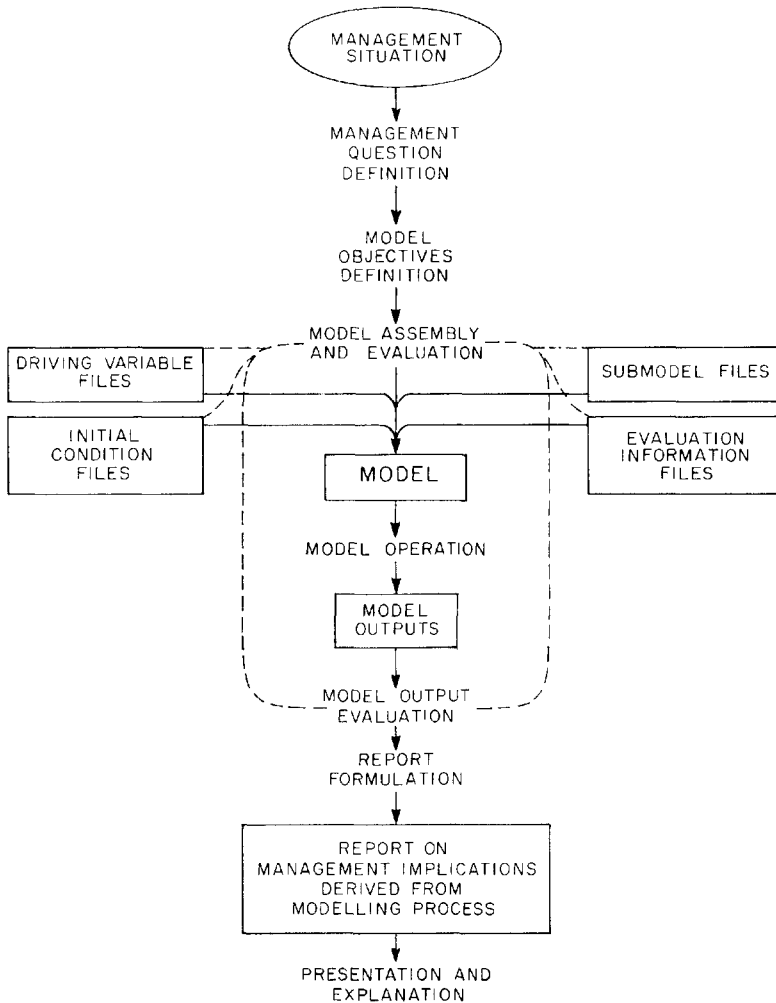 MANAGEMENT
SITUATION
MANAGEMENT
QUESTION
DEFINITION
MODEL
OBJECTIVES
DEFINITION
MODEL ASSEMBLY
AND EVALUATION
DRIVING VARIABLE
FILES
SUBMODEL FILES
INITIAL
CONDITION
FILES
EVALUATION
INFORMATION
FILES
MODEL
MODEL OPERATION
MODEL
OUTPUTS
MODEL OUTPUT
EVALUATION
REPORT
FORMULATION
REPORT ON
MANAGEMENT IMPLICATIONS
DERIVED FROM
MODELLING PROCESS
PRESENTATION AND
EXPLANATION